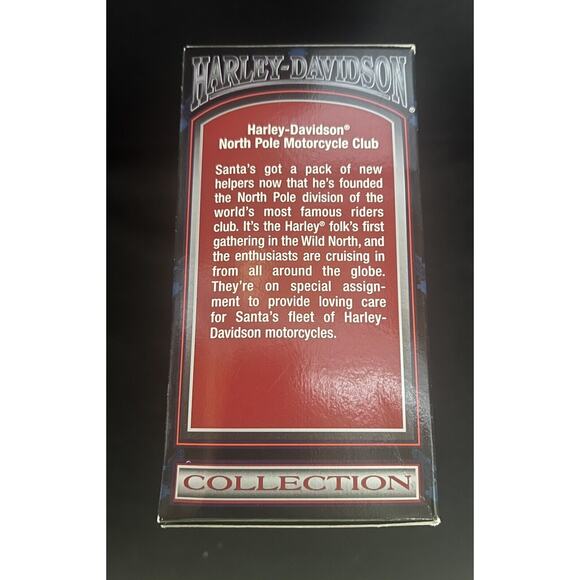 HARLEY-DAVIDSON®
Harley-Davidson®
North Pole Motorcycle Club
Santa's got a pack of new
helpers now that he's founded
the North Pole division of the
world's most famous riders
club. It's the Harley® folk's first
gathering in the Wild North, and
the enthusiasts are cruising in
from all around the globe.
They're on special assign-
ment to provide loving care
for Santa's fleet of Harley-
Davidson motorcycles.
COLLECTION